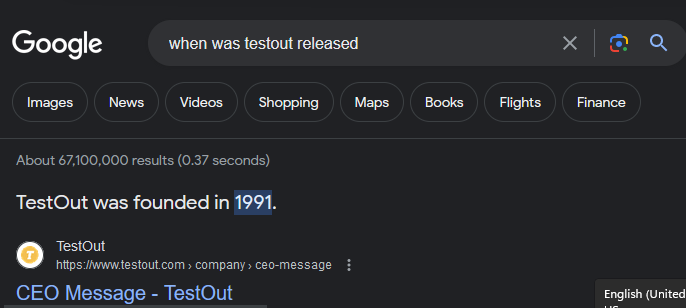 Google
when was testout released
Images News Videos Shopping Maps Books Flights Finance
About 67,100,000 results (0.37 seconds)
TestOut was founded in 1991.
T
TestOut
https://www.testout.com › company › ceo-message
CEO Message - TestOut
English (United